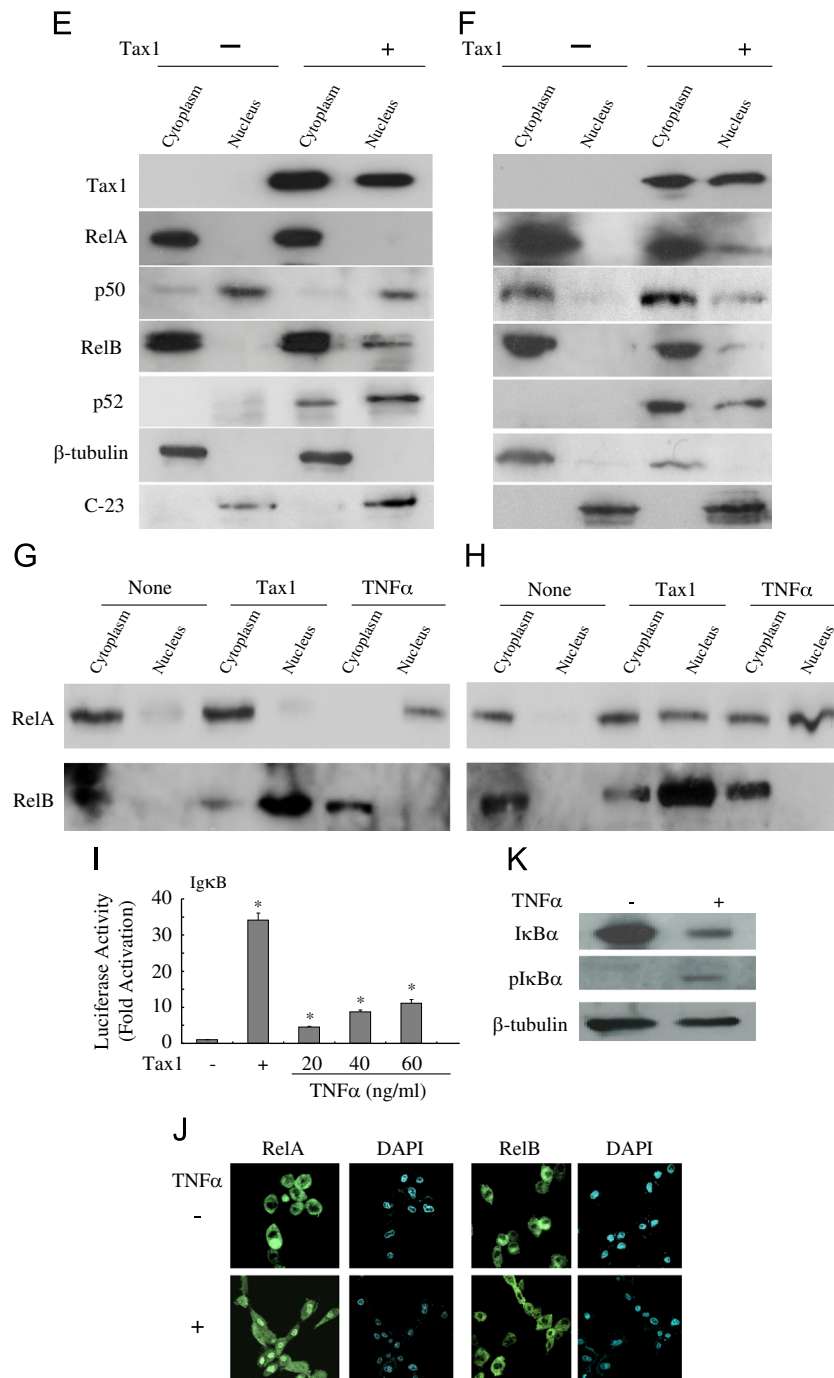 E
F
Tax1 – +
Tax1 – +
Cytoplasm Nucleus Cytoplasm Nucleus
Cytoplasm Nucleus Cytoplasm Nucleus
Tax1
RelA
p50
RelB
p52
β-tubulin
C-23
G
H
None Tax1 TNFα
None Tax1 TNFα
Cytoplasm Nucleus Cytoplasm Nucleus Cytoplasm Nucleus
Cytoplasm Nucleus Cytoplasm Nucleus Cytoplasm Nucleus
RelA
RelB
I
IgκB
Luciferase Activity
(Fold Activation)
40
30
20
10
0
* * * *
Tax1 - + 20 40 60
TNFα (ng/ml)
K
TNFα - +
IκBα
pIκBα
β-tubulin
J
RelA DAPI RelB DAPI
TNFα
-
+